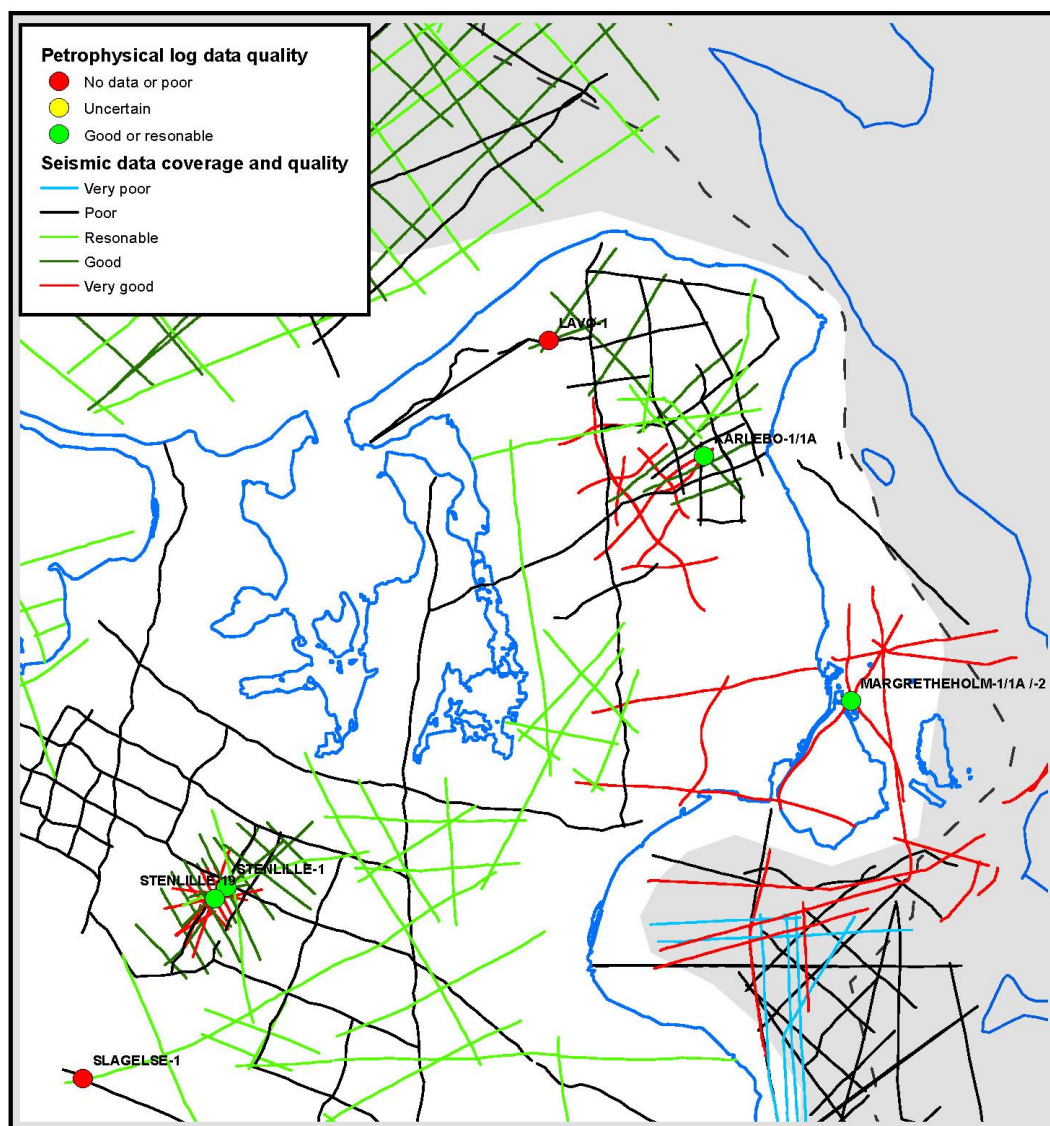 Petrophysical log data quality
No data or poor
Uncertain
Good or resonable
Seismic data coverage and quality
Very poor
Poor
Resonable
Good
Very good
LAVØ-1
KARLEBO-1/1A
MARGRETHEHOLM-1/1A /-2
STENLILLE-1
STENLILLE-19
SLAGELSE-1